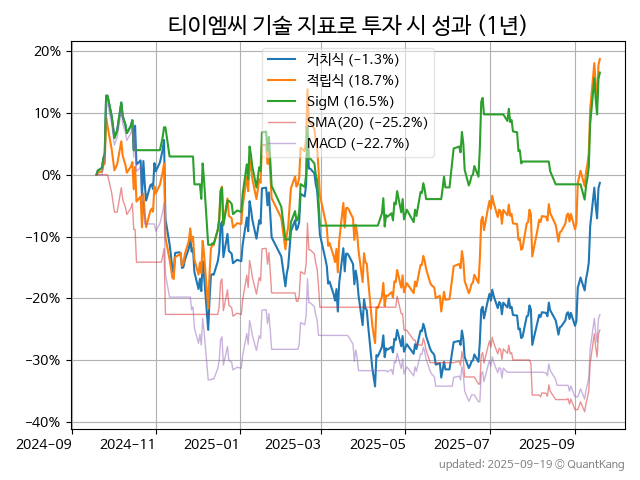 티이엠씨 기술 지표로 투자 시 성과 (1년)
거치식 (−1.3%)
적립식 (18.7%)
SigM (16.5%)
SMA(20) (−25.2%)
MACD (−22.7%)
20%
10%
0%
−10%
−20%
−30%
−40%
2024-09
2024-11
2025-01
2025-03
2025-05
2025-07
2025-09
updated: 2025-09-19 © QuantKang